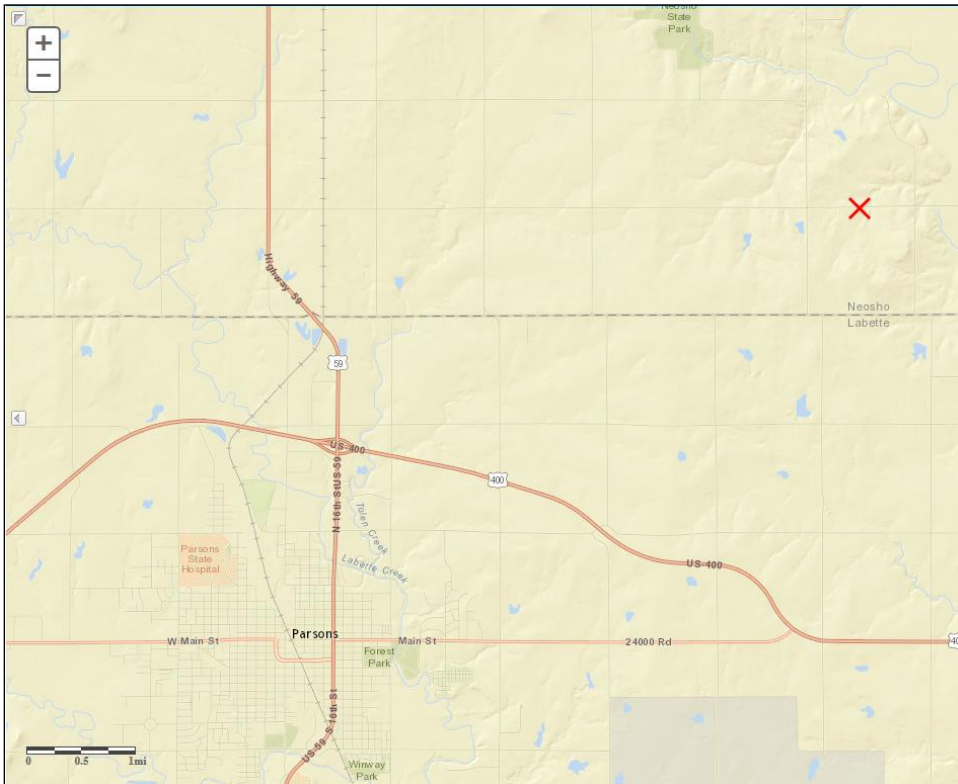 Neosho
State
Park
+
−
Highway 59
Neosho
Labette
59
US-400
400
N 16th St
US-59
Tolen Creek
Parsons
State
Hospital
Labette Creek
US-400
W Main St
Parsons
Main St
24000 Rd
Forest
Park
S 16th St
US-59
Winway
Park
0 0.5 1mi